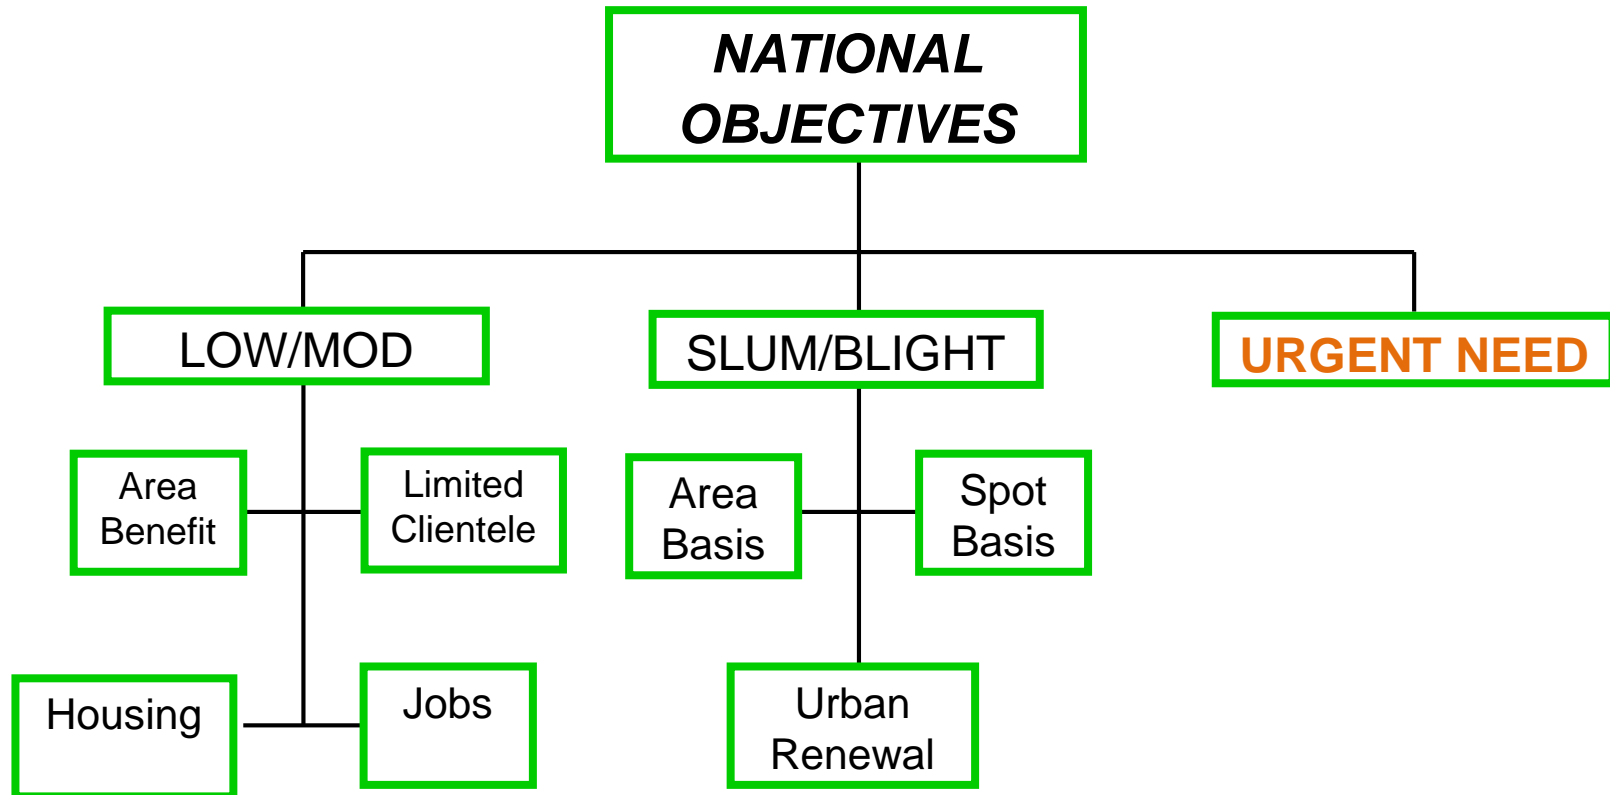 NATIONAL
OBJECTIVES
LOW/MOD
SLUM/BLIGHT
URGENT NEED
Area
Benefit
Limited
Clientele
Area
Basis
Spot
Basis
Housing
Jobs
Urban
Renewal